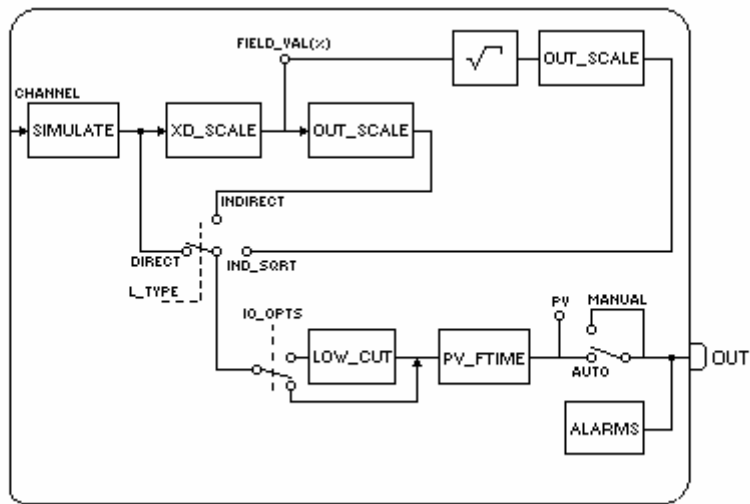 FIELD_VAL(%)
√
OUT_SCALE
CHANNEL
SIMULATE
XD_SCALE
OUT_SCALE
INDIRECT
DIRECT
IND_SQRT
L_TYPE
IO_OPTS
LOW_CUT
PV_FTIME
PV
MANUAL
AUTO
OUT
ALARMS